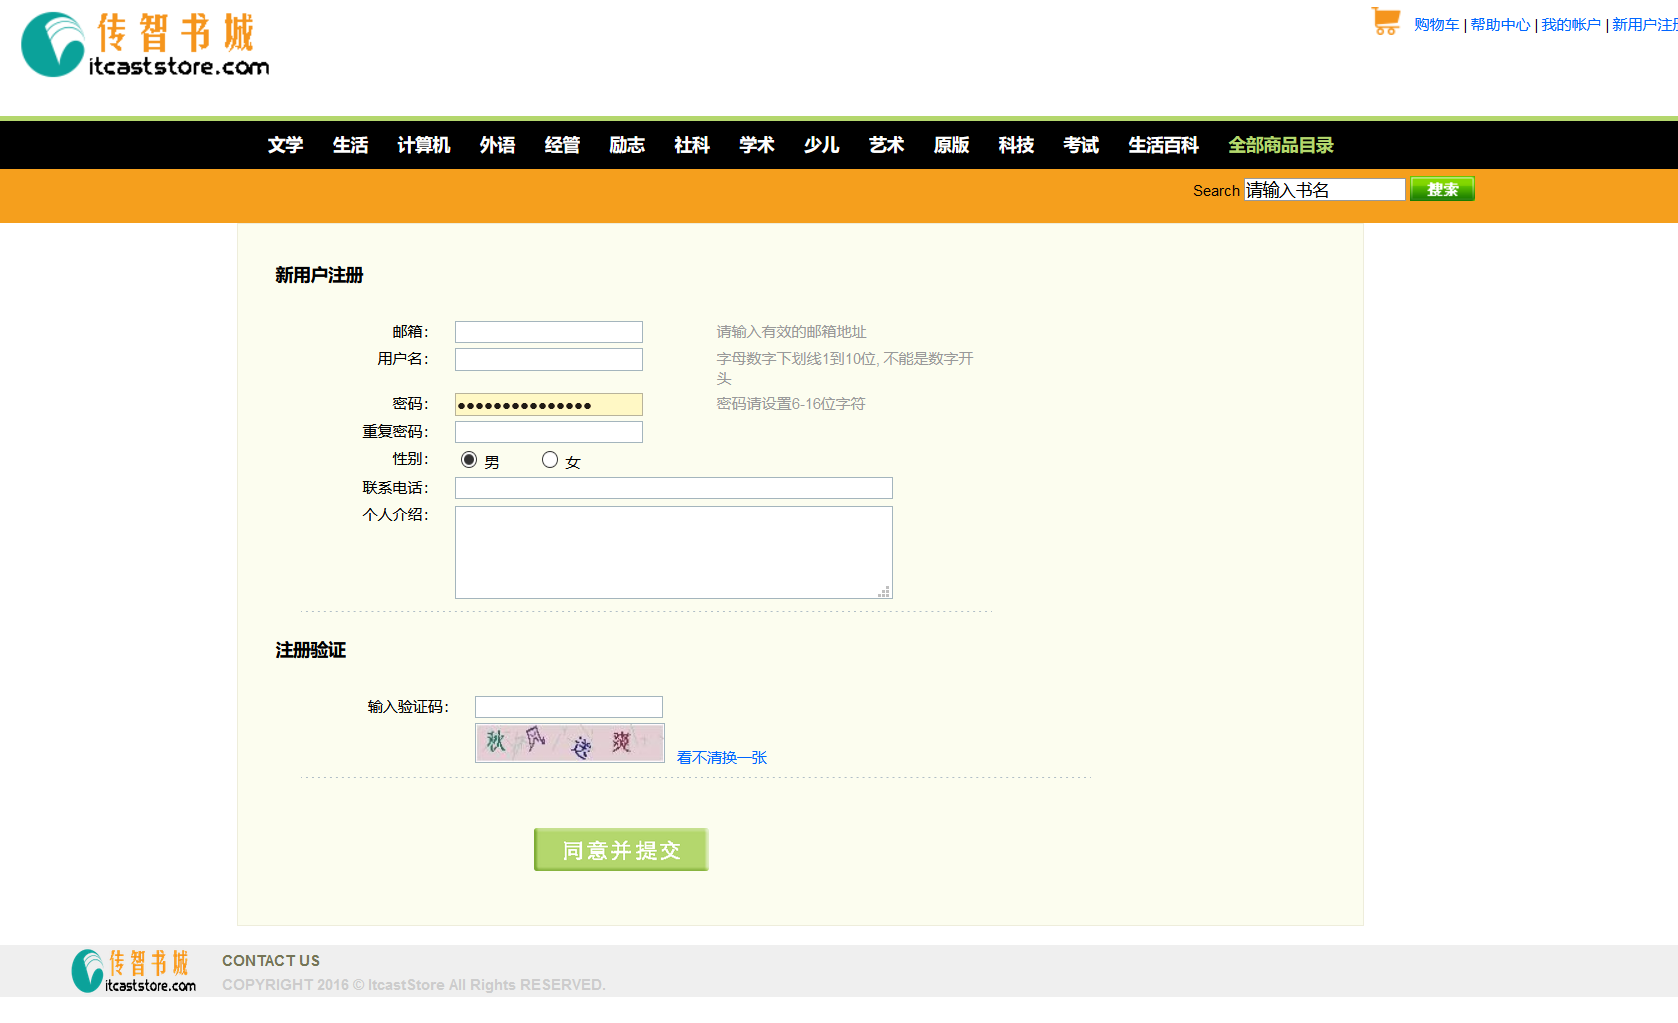 传智书城
itcaststore.com
购物车 | 帮助中心 | 我的帐户 | 新用户注册
文学 生活 计算机 外语 经管 励志 社科 学术 少儿 艺术 原版 科技 考试 生活百科 全部商品目录
Search 请输入书名 搜索
新用户注册
邮箱： 请输入有效的邮箱地址
用户名： 字母数字下划线1到10位, 不能是数字开
头
密码： ●●●●●●●●●●●●●●● 密码请设置6-16位字符
重复密码：
性别： 男 女
联系电话：
个人介绍：
注册验证
输入验证码：
秋风送爽
看不清换一张
同意并提交
传智书城
itcaststore.com
CONTACT US
COPYRIGHT 2016 © ItcastStore All Rights RESERVED.